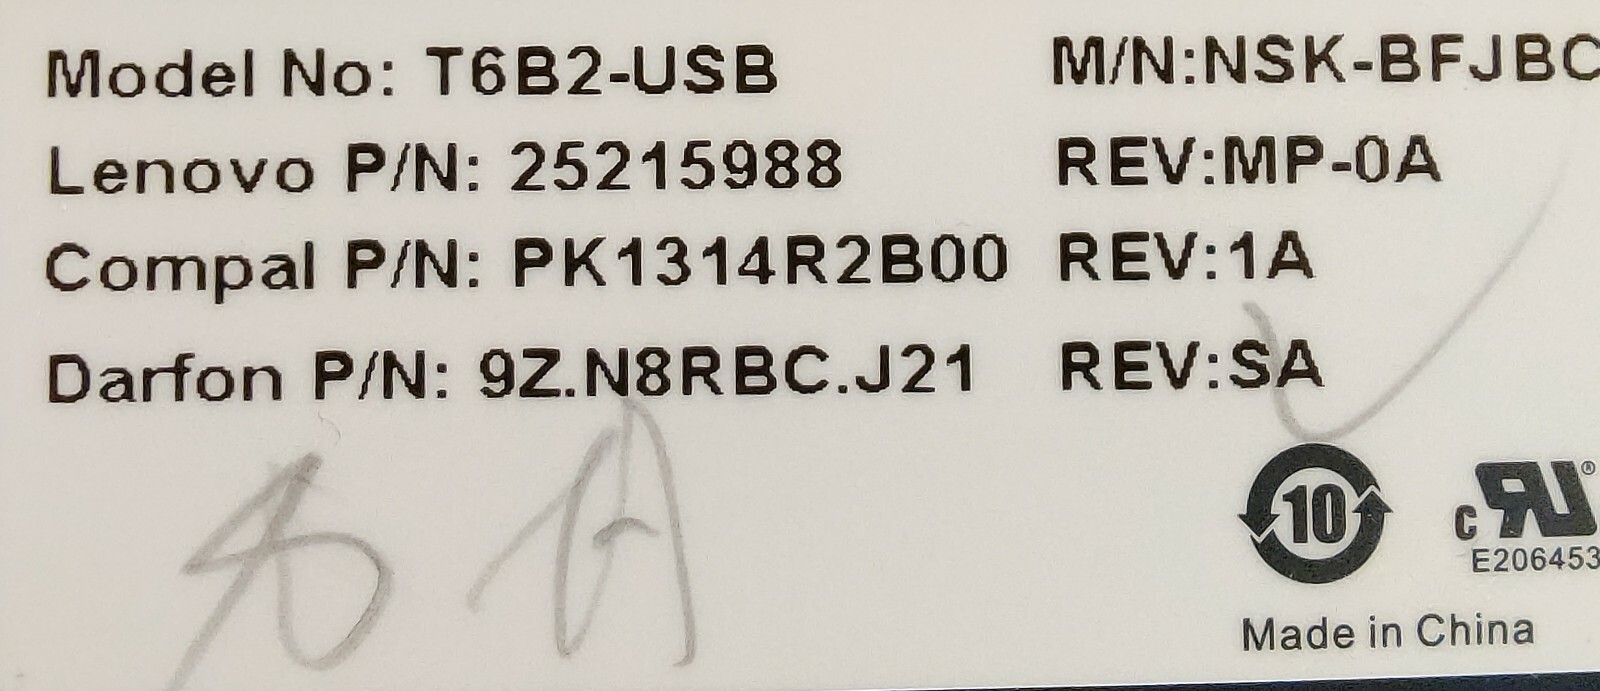 Model No: T6B2-USB M/N:NSK-BFJBC
Lenovo P/N: 25215988 REV:MP-0A
Compal P/N: PK1314R2B00 REV:1A
Darfon P/N: 9Z.N8RBC.J21 REV:SA
10
c RU®
E206453
Made in China